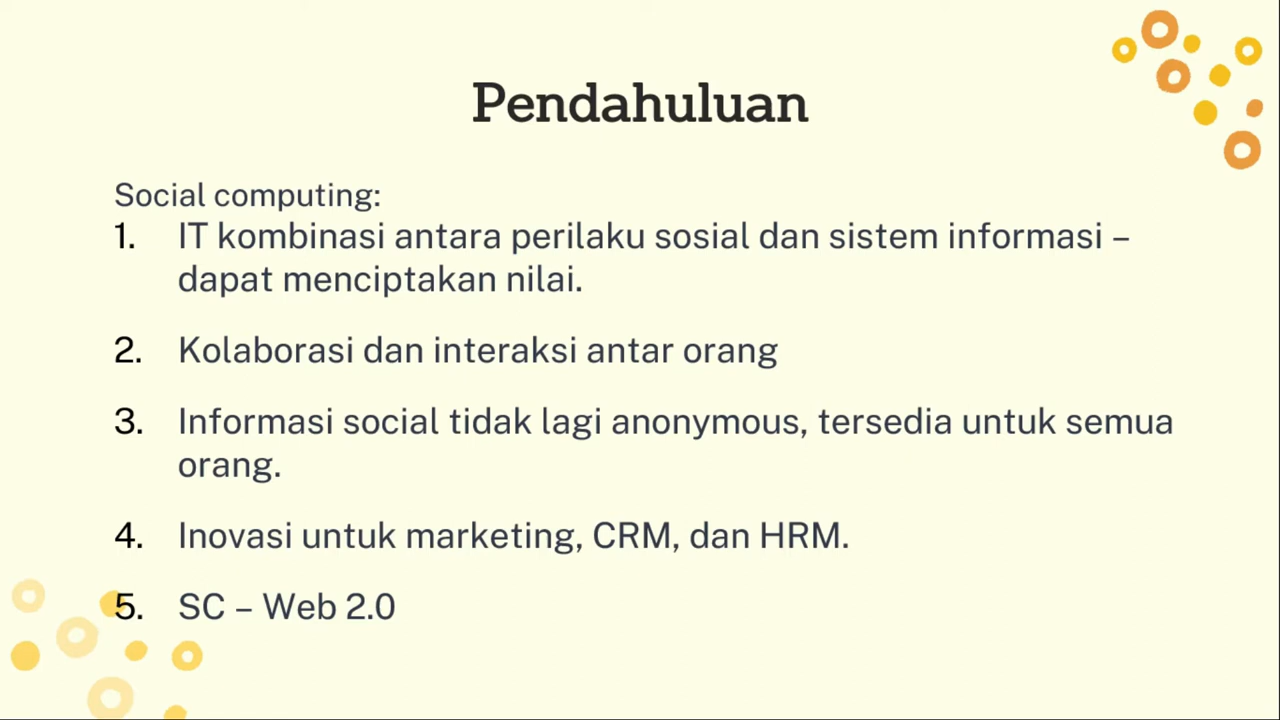 Pendahuluan
Social computing:
1. IT kombinasi antara perilaku sosial dan sistem informasi –
dapat menciptakan nilai.
2. Kolaborasi dan interaksi antar orang
3. Informasi social tidak lagi anonymous, tersedia untuk semua
orang.
4. Inovasi untuk marketing, CRM, dan HRM.
5. SC – Web 2.0